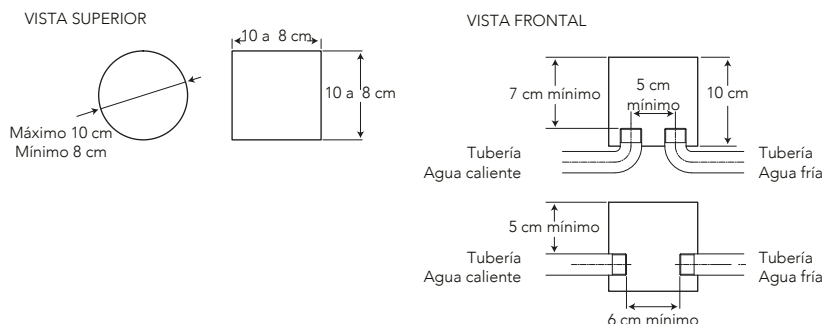 VISTA SUPERIOR
10 a 8 cm
10 a 8 cm
Máximo 10 cm
Mínimo 8 cm
VISTA FRONTAL
7 cm mínimo
5 cm
mínimo
10 cm
Tubería
Agua caliente
Tubería
Agua fría
5 cm mínimo
Tubería
Agua caliente
Tubería
Agua fría
6 cm mínimo